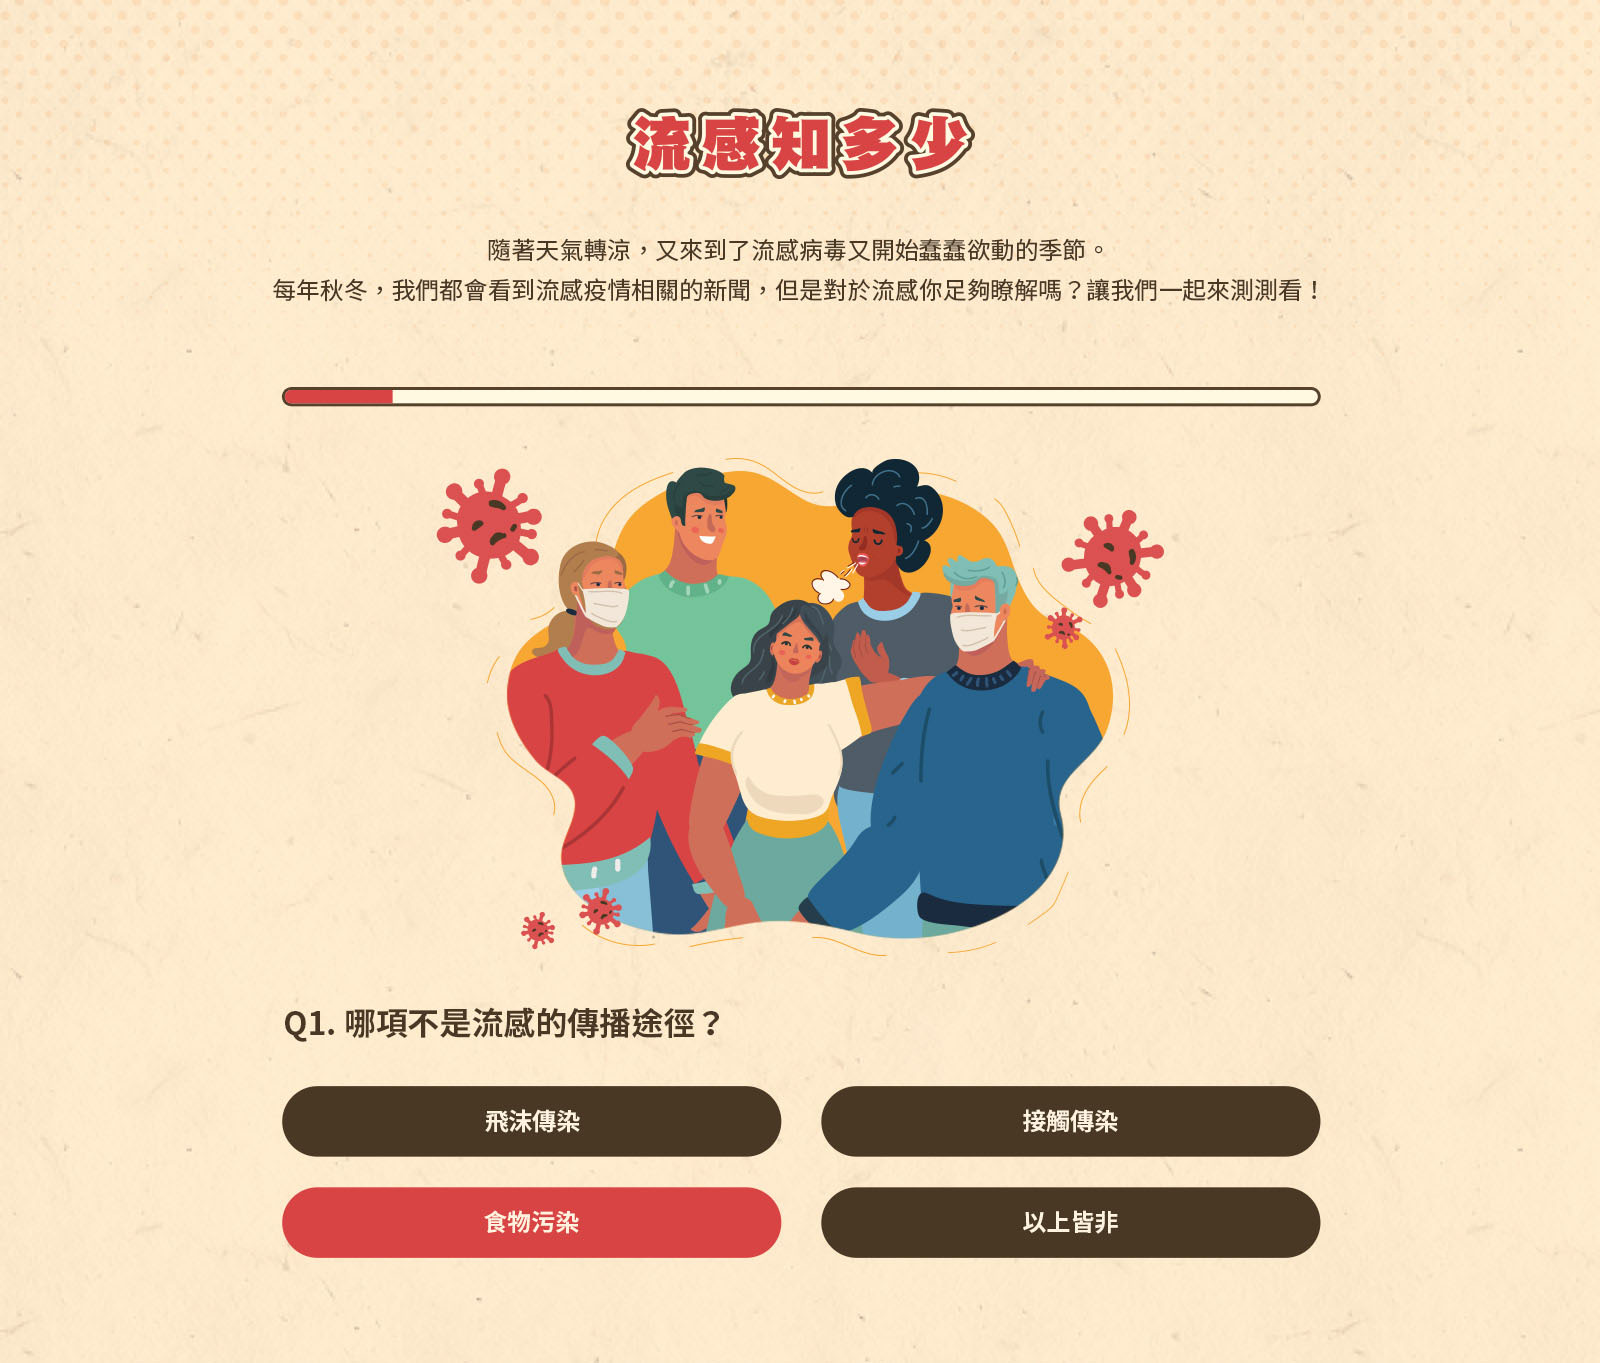 流感知多少
隨著天氣轉涼，又來到了流感病毒又開始蠢蠢欲動的季節。
每年秋冬，我們都會看到流感疫情相關的新聞，但是對於流感你足夠瞭解嗎？讓我們一起來測測看！
Q1. 哪項不是流感的傳播途徑？
飛沫傳染
接觸傳染
食物污染
以上皆非